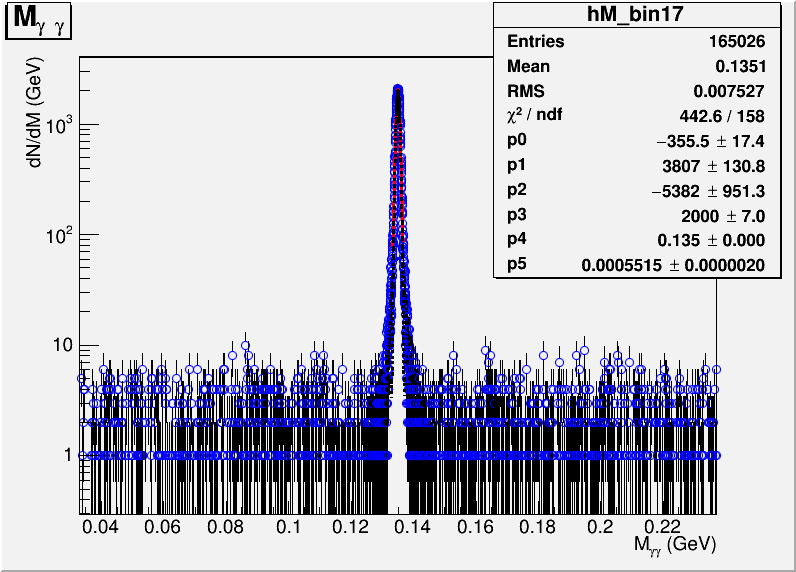 M_γ γ
hM_bin17
Entries 165026
Mean 0.1351
RMS 0.007527
χ² / ndf 442.6 / 158
p0 −355.5 ± 17.4
p1 3807 ± 130.8
p2 −5382 ± 951.3
p3 2000 ± 7.0
p4 0.135 ± 0.000
p5 0.0005515 ± 0.0000020
dN/dM (GeV)
10³
10²
10
1
0.04 0.06 0.08 0.1 0.12 0.14 0.16 0.18 0.2 0.22
M_γγ (GeV)